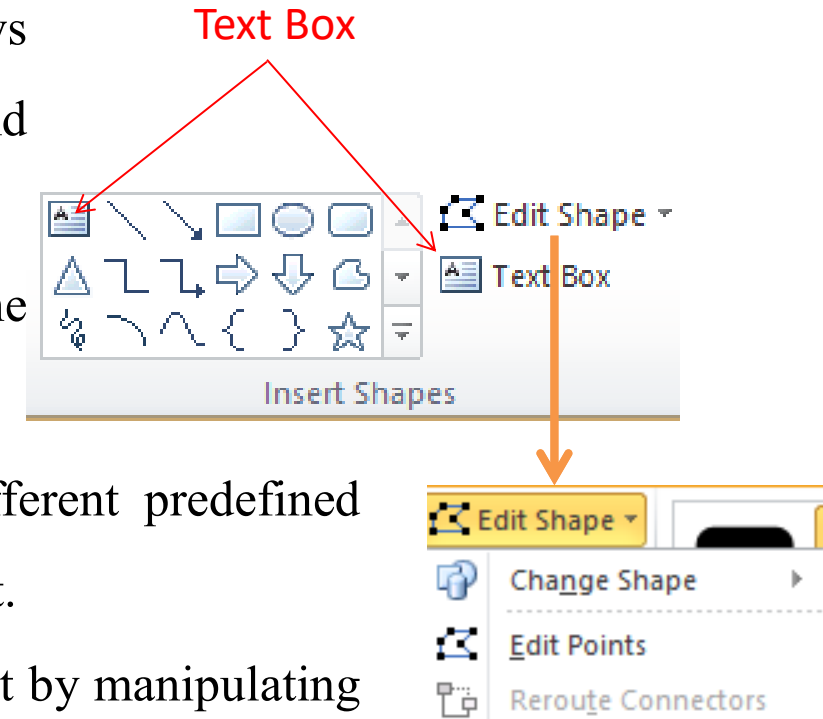 Text Box
Edit Shape
Text Box
Insert Shapes
fferent predefined
Edit Shape
Change Shape
t.
Edit Points
t by manipulating
Reroute Connectors